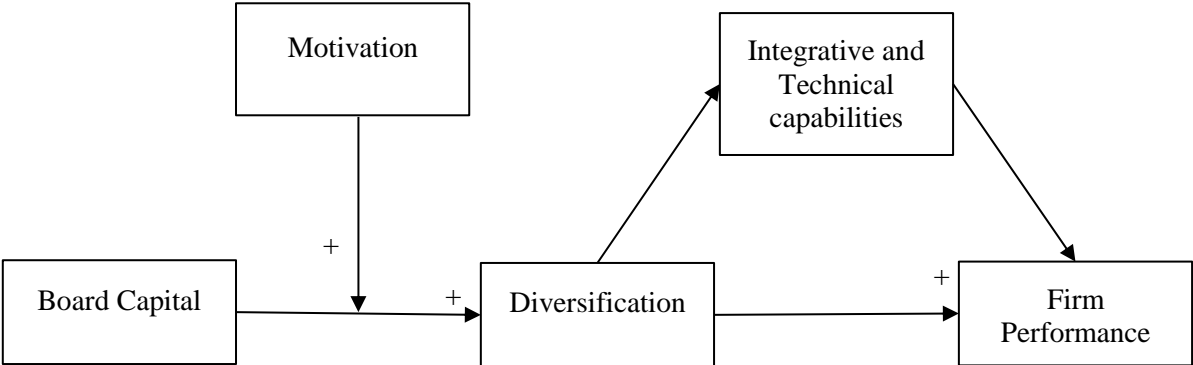 Motivation
Integrative and
Technical
capabilities
+
Board Capital
+
Diversification
+
Firm
Performance